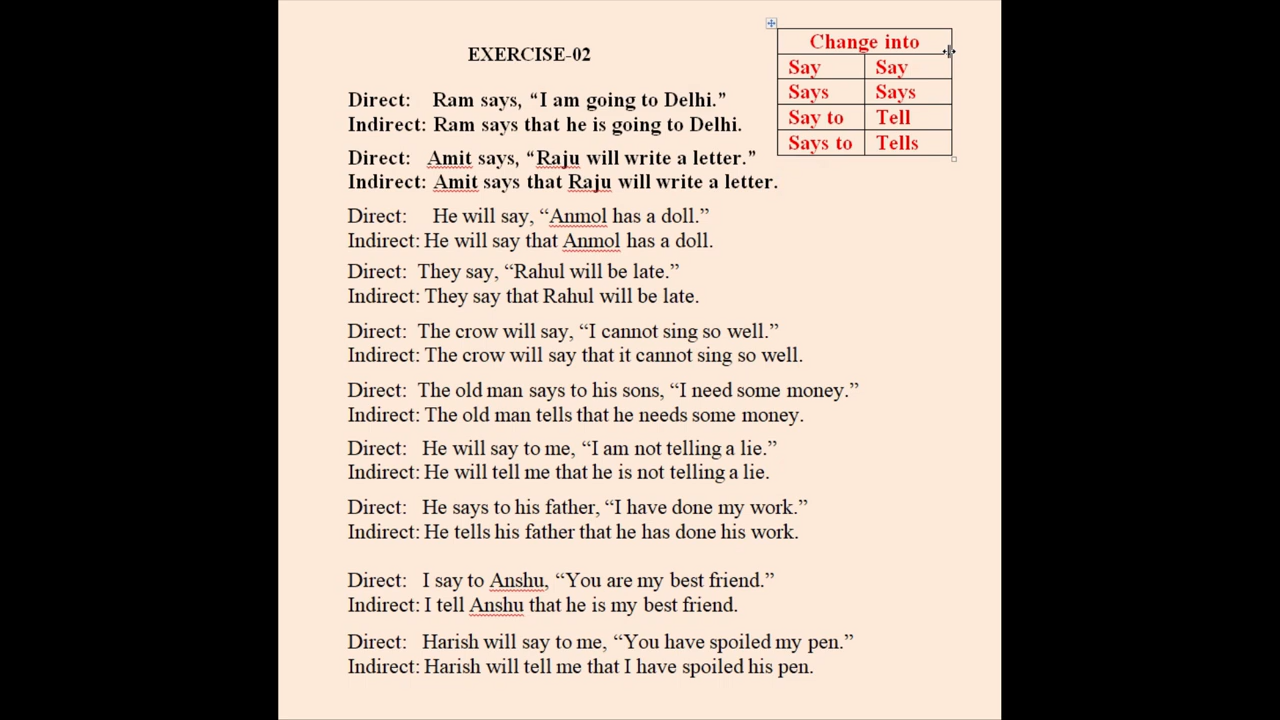 EXERCISE-02
Change into
Say Say
Says Says
Say to Tell
Says to Tells
Direct: Ram says, “I am going to Delhi.”
Indirect: Ram says that he is going to Delhi.
Direct: Amit says, “Raju will write a letter.”
Indirect: Amit says that Raju will write a letter.
Direct: He will say, “Anmol has a doll.”
Indirect: He will say that Anmol has a doll.
Direct: They say, “Rahul will be late.”
Indirect: They say that Rahul will be late.
Direct: The crow will say, “I cannot sing so well.”
Indirect: The crow will say that it cannot sing so well.
Direct: The old man says to his sons, “I need some money.”
Indirect: The old man tells that he needs some money.
Direct: He will say to me, “I am not telling a lie.”
Indirect: He will tell me that he is not telling a lie.
Direct: He says to his father, “I have done my work.”
Indirect: He tells his father that he has done his work.
Direct: I say to Anshu, “You are my best friend.”
Indirect: I tell Anshu that he is my best friend.
Direct: Harish will say to me, “You have spoiled my pen.”
Indirect: Harish will tell me that I have spoiled his pen.